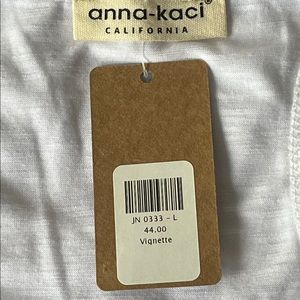 anna-kaci®
CALIFORNIA
JN 0333 - L
44.00
Vignette